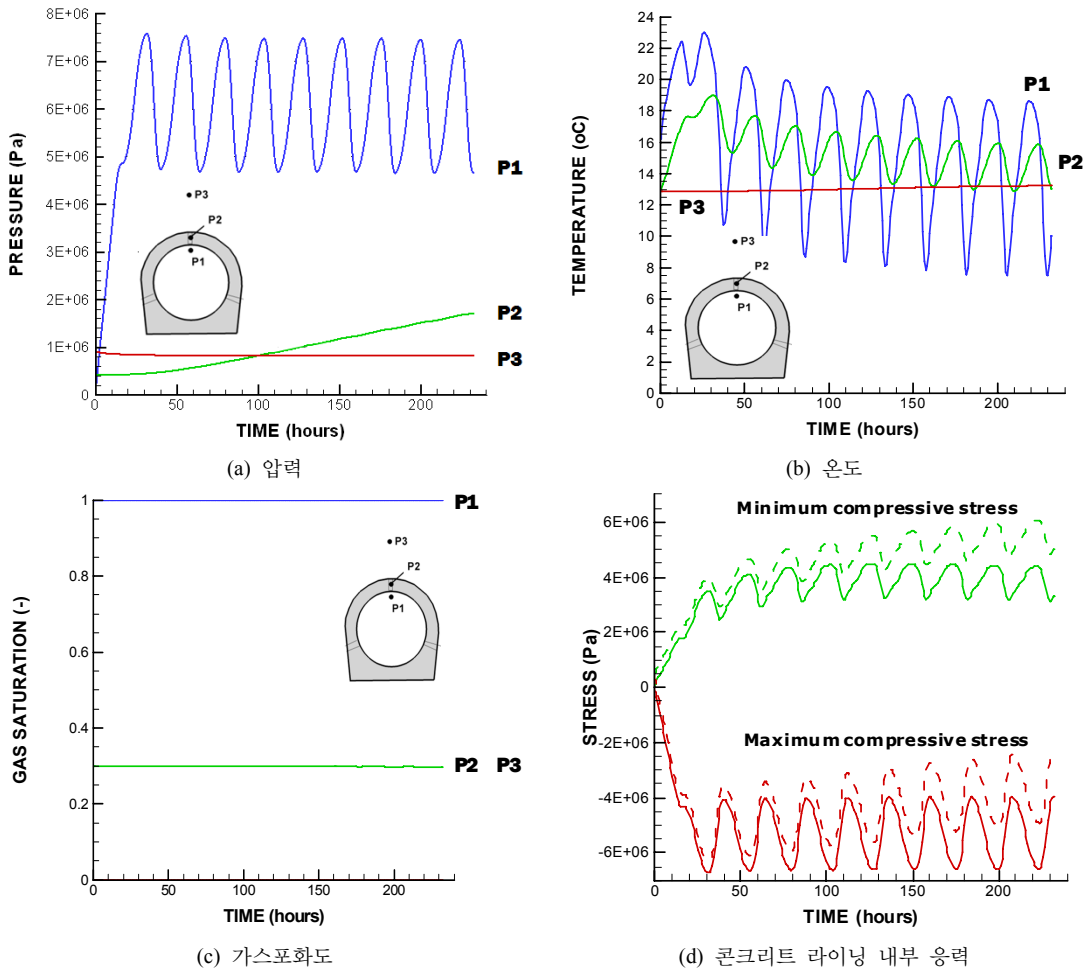 8E+06
7E+06
6E+06
5E+06
4E+06
3E+06
2E+06
1E+06
0
PRESSURE (Pa)
P1
P2
P3
P3
P2
P1
0 50 100 150 200
TIME (hours)
(a) 압력
24
22
20
18
16
14
12
10
8
6
4
2
0
TEMPERATURE (oC)
P1
P2
P3
P3
P2
P1
0 50 100 150 200
TIME (hours)
(b) 온도
1
0.8
0.6
0.4
0.2
0
GAS SATURATION (-)
P1
P3
P2
P1
P2 P3
0 50 100 150 200
TIME (hours)
(c) 가스포화도
6E+06
4E+06
2E+06
0
-2E+06
-4E+06
-6E+06
STRESS (Pa)
Minimum compressive stress
Maximum compressive stress
0 50 100 150 200
TIME (hours)
(d) 콘크리트 라이닝 내부 응력